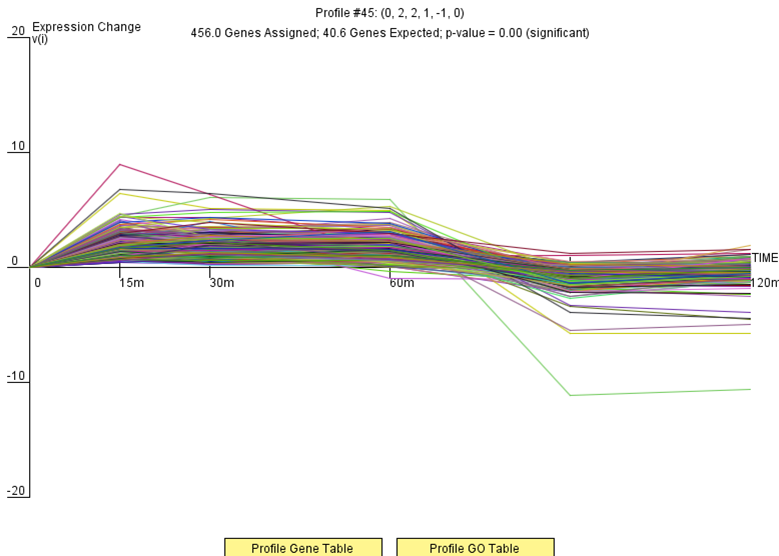 Profile #45: (0, 2, 2, 1, -1, 0)
456.0 Genes Assigned; 40.6 Genes Expected; p-value = 0.00 (significant)
Expression Change
v(i)
20
10
0
-10
-20
0
15m
30m
60m
120m
TIME
Profile Gene Table
Profile GO Table